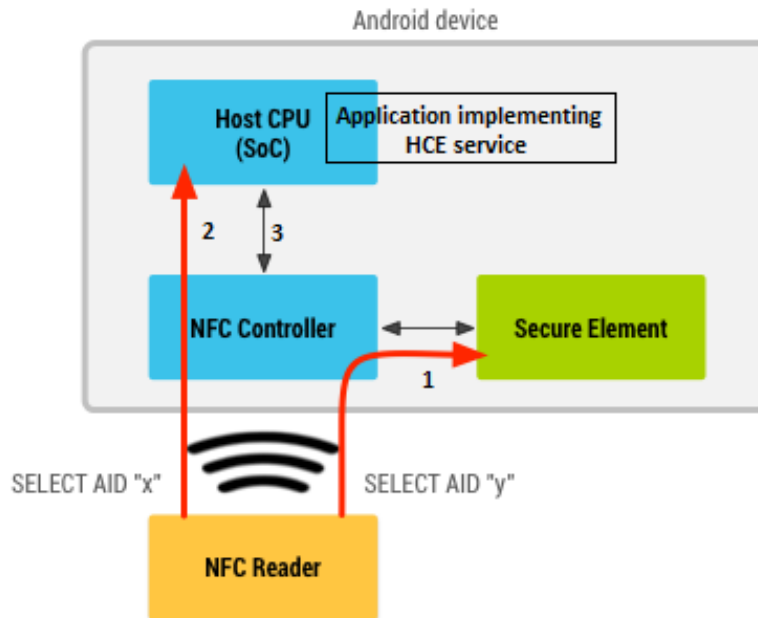 Android device
Host CPU
(SoC)
Application implementing
HCE service
2
3
NFC Controller
Secure Element
1
SELECT AID "x"
SELECT AID "y"
NFC Reader